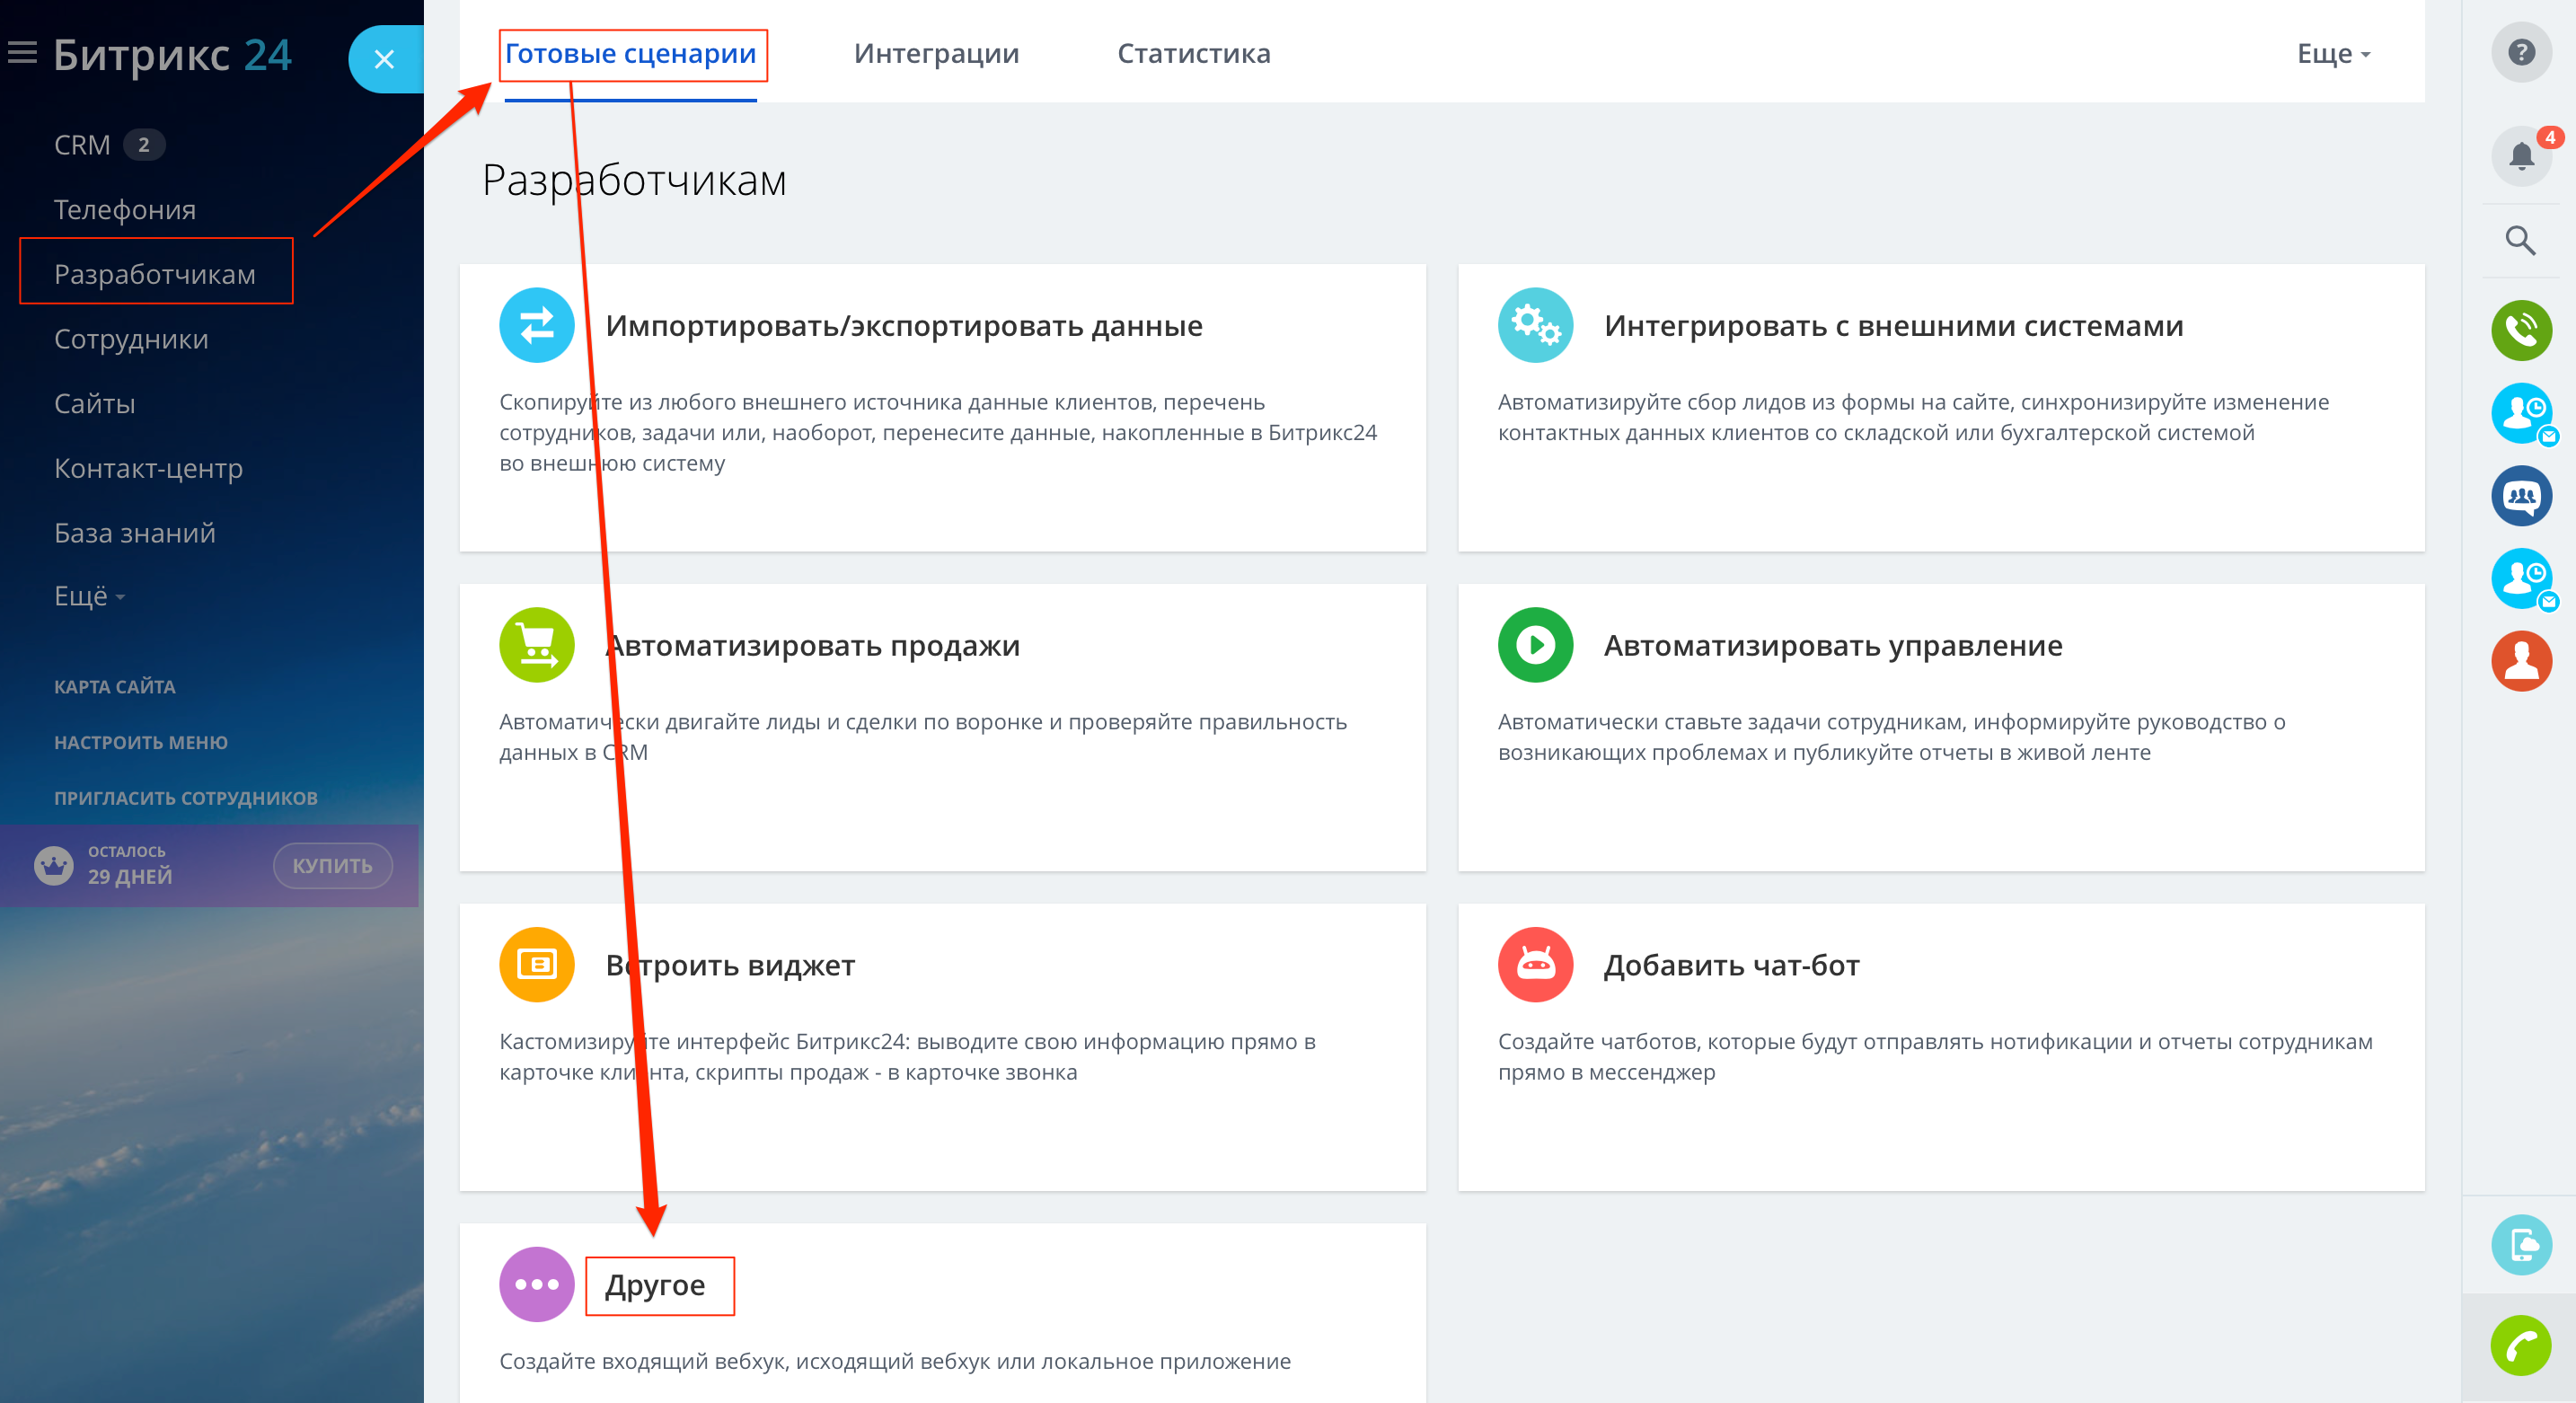 Битрикс 24
CRM 2
Телефония
Разработчикам
Сотрудники
Сайты
Контакт-центр
База знаний
Ещё
КАРТА САЙТА
НАСТРОИТЬ МЕНЮ
ПРИГЛАСИТЬ СОТРУДНИКОВ
ОСТАЛОСЬ
29 ДНЕЙ
КУПИТЬ
Готовые сценарии
Интеграции
Статистика
Еще
Разработчикам
Импортировать/экспортировать данные
Скопируйте из любого внешнего источника данные клиентов, перечень
сотрудников, задачи или, наоборот, перенесите данные, накопленные в Битрикс24
во внешнюю систему
Интегрировать с внешними системами
Автоматизируйте сбор лидов из формы на сайте, синхронизируйте изменение
контактных данных клиентов со складской или бухгалтерской системой
Автоматизировать продажи
Автоматически двигайте лиды и сделки по воронке и проверяйте правильность
данных в CRM
Автоматизировать управление
Автоматически ставьте задачи сотрудникам, информируйте руководство о
возникающих проблемах и публикуйте отчеты в живой ленте
Встроить виджет
Кастомизируйте интерфейс Битрикс24: выводите свою информацию прямо в
карточке клиента, скрипты продаж - в карточке звонка
Добавить чат-бот
Создайте чатботов, которые будут отправлять нотификации и отчеты сотрудникам
прямо в мессенджер
Другое
Создайте входящий вебхук, исходящий вебхук или локальное приложение
?
4